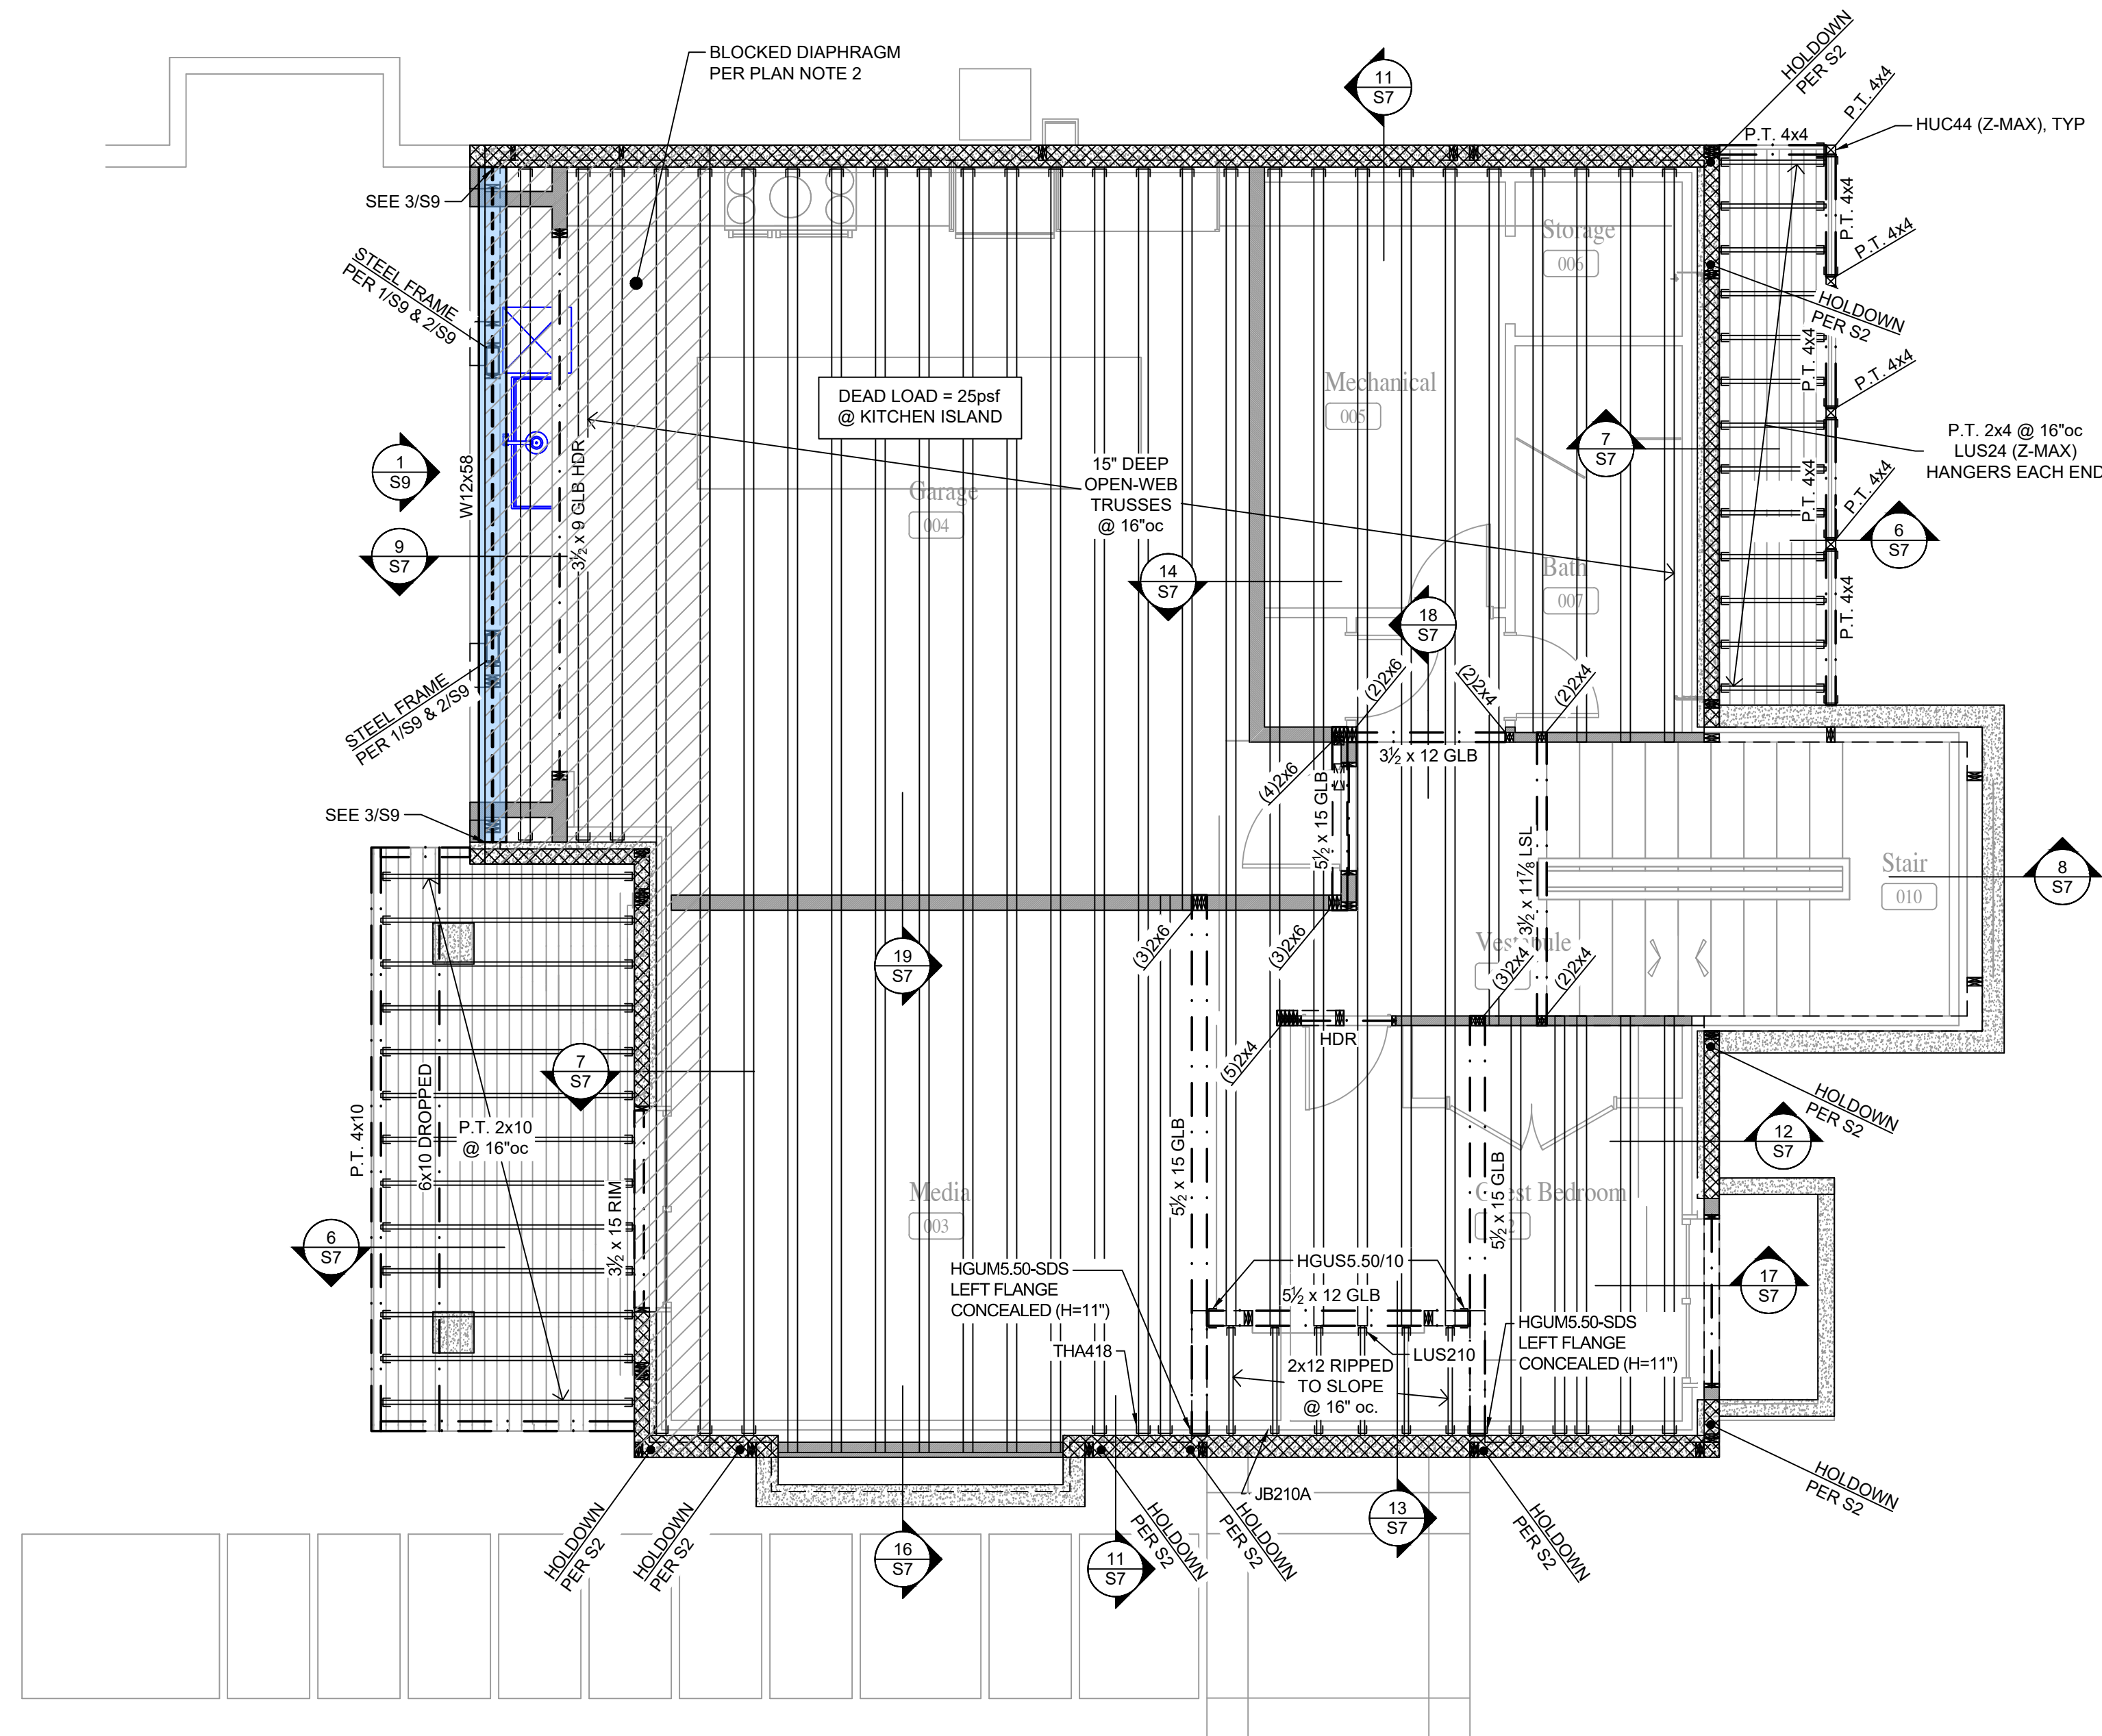 BLOCKED DIAPHRAGM
PER PLAN NOTE 2
11
S7
HOLDOWN
PER S2
P.T. 4x4
P.T. 4x4
HUC44 (Z-MAX), TYP
SEE 3/S9
P.T. 4x4
P.T. 4x4
Storage
006
STEEL FRAME
PER 1/S9 & 2/S9
HOLDOWN
PER S2
P.T. 4x4
P.T. 4x4
DEAD LOAD = 25psf
@ KITCHEN ISLAND
Mechanical
005
7
S7
P.T. 2x4 @ 16"oc
LUS24 (Z-MAX)
HANGERS EACH END
1
S9
W12x58
3½ x 9 GLB HDR
15" DEEP
OPEN-WEB
TRUSSES
@ 16"oc
Garage
004
P.T. 4x4
P.T. 4x4
6
S7
9
S7
14
S7
Bath
007
P.T. 4x4
18
S7
STEEL FRAME
PER 1/S9 & 2/S9
(2)2x6
(2)2x4
(2)2x4
3½ x 12 GLB
(4)2x6
5½ x 15 GLB
SEE 3/S9
3½ x 11⅞ LSL
Stair
010
8
S7
(3)2x6
(3)2x6
19
S7
(3)2x4
(2)2x4
HDR
(5)2x4
7
S7
P.T. 4x10
6x10 DROPPED
P.T. 2x10
@ 16"oc
HOLDOWN
PER S2
12
S7
5½ x 15 GLB
5½ x 15 GLB
Media
003
3½ x 15 RIM
6
S7
HGUM5.50-SDS
LEFT FLANGE
CONCEALED (H=11")
HGUS5.50/10
5½ x 12 GLB
17
S7
THA418
HGUM5.50-SDS
LEFT FLANGE
CONCEALED (H=11")
LUS210
2x12 RIPPED
TO SLOPE
@ 16" oc.
JB210A
HOLDOWN
PER S2
HOLDOWN
PER S2
HOLDOWN
PER S2
16
S7
11
S7
HOLDOWN
PER S2
HOLDOWN
PER S2
13
S7
HOLDOWN
PER S2